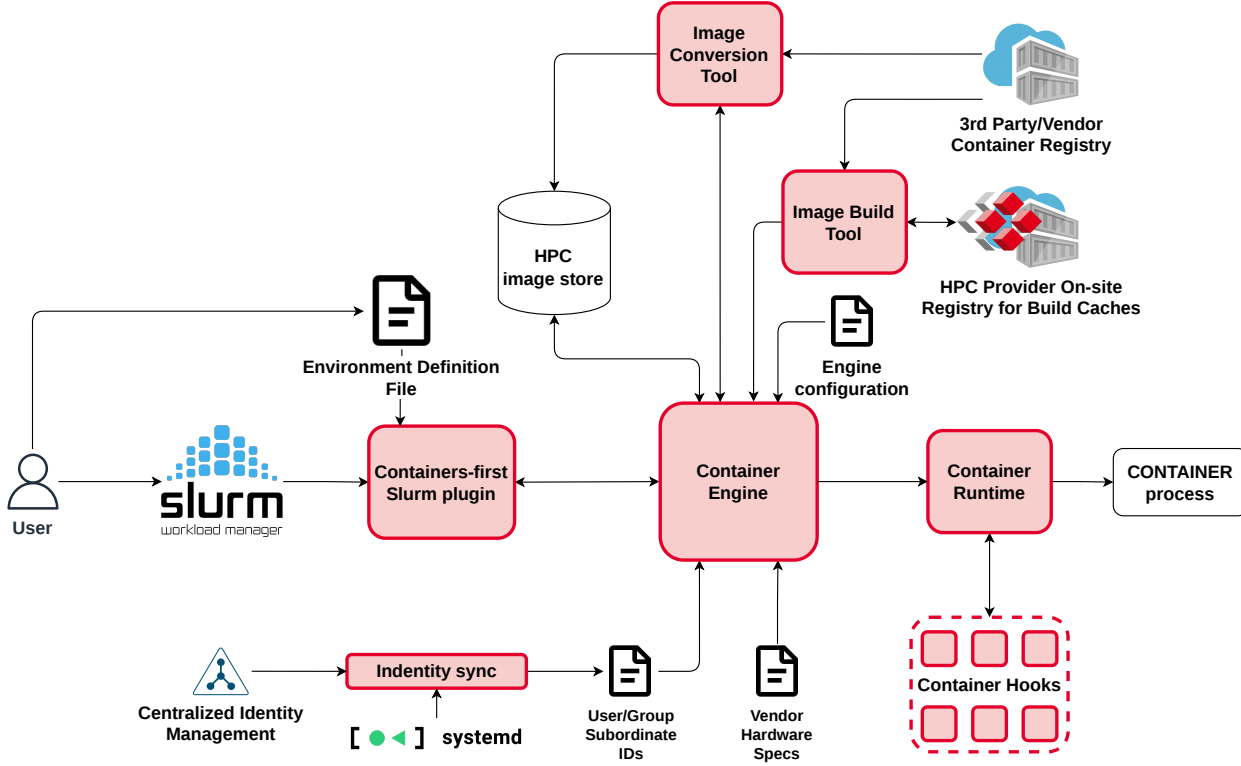 Image
Conversion
Tool
3rd Party/Vendor
Container Registry
Image Build
Tool
HPC
image store
HPC Provider On-site
Registry for Build Caches
Environment Definition
File
Engine
configuration
User
slurm
workload manager
Containers-first
Slurm plugin
Container
Engine
Container
Runtime
CONTAINER
process
Centralized Identity
Management
Indentity sync
[ ] systemd
User/Group
Subordinate
IDs
Vendor
Hardware
Specs
Container Hooks